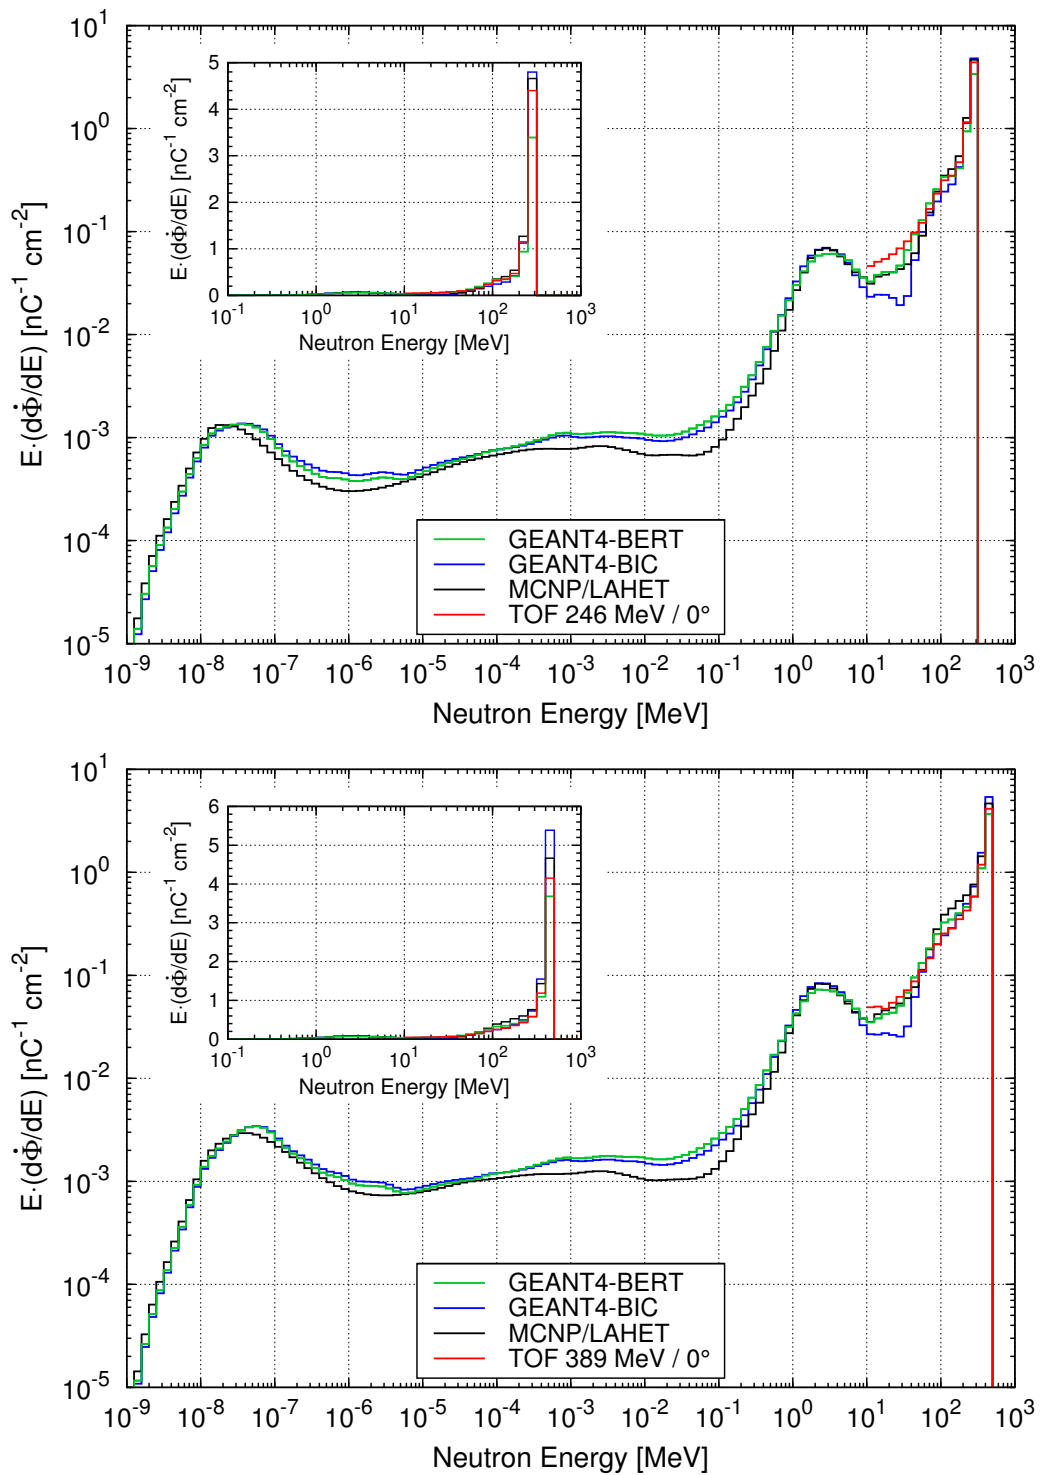 10^1
10^0
10^-1
10^-2
10^-3
10^-4
10^-5
E·(dΦ̇/dE) [nC^-1 cm^-2]
5
4
3
2
1
0
E·(dΦ̇/dE) [nC^-1 cm^-2]
10^-1 10^0 10^1 10^2 10^3
Neutron Energy [MeV]
GEANT4-BERT
GEANT4-BIC
MCNP/LAHET
TOF 246 MeV / 0°
10^-9 10^-8 10^-7 10^-6 10^-5 10^-4 10^-3 10^-2 10^-1 10^0 10^1 10^2 10^3
Neutron Energy [MeV]
10^1
10^0
10^-1
10^-2
10^-3
10^-4
10^-5
E·(dΦ̇/dE) [nC^-1 cm^-2]
6
5
4
3
2
1
0
E·(dΦ̇/dE) [nC^-1 cm^-2]
10^-1 10^0 10^1 10^2 10^3
Neutron Energy [MeV]
GEANT4-BERT
GEANT4-BIC
MCNP/LAHET
TOF 389 MeV / 0°
10^-9 10^-8 10^-7 10^-6 10^-5 10^-4 10^-3 10^-2 10^-1 10^0 10^1 10^2 10^3
Neutron Energy [MeV]